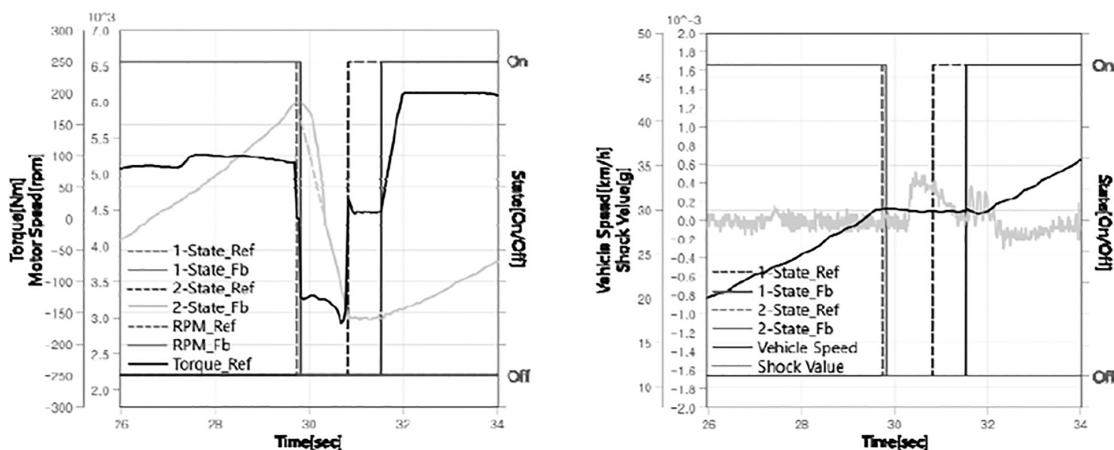 10^3
300
250
200
150
100
50
0
-50
-100
-150
-200
-250
-300
7.0
6.5
6.0
5.5
5.0
4.5
4.0
3.5
3.0
2.5
2.0
Torque[Nm]
Motor Speed[rpm]
1-State_Ref
1-State_Fb
2-State_Ref
2-State_Fb
RPM_Ref
RPM_Fb
Torque_Ref
On
State[On/Off]
Off
26
28
30
32
34
Time[sec]
10^-3
50
45
40
35
30
25
20
15
10
2.0
1.8
1.6
1.4
1.2
1.0
0.8
0.6
0.4
0.2
0.0
-0.2
-0.4
-0.6
-0.8
-1.0
-1.2
-1.4
-1.6
-1.8
-2.0
Vehicle Speed[km/h]
Shock Value[g]
1-State_Ref
1-State_Fb
2-State_Ref
2-State_Fb
Vehicle Speed
Shock Value
On
State[On/Off]
Off
26
28
30
32
34
Time[sec]